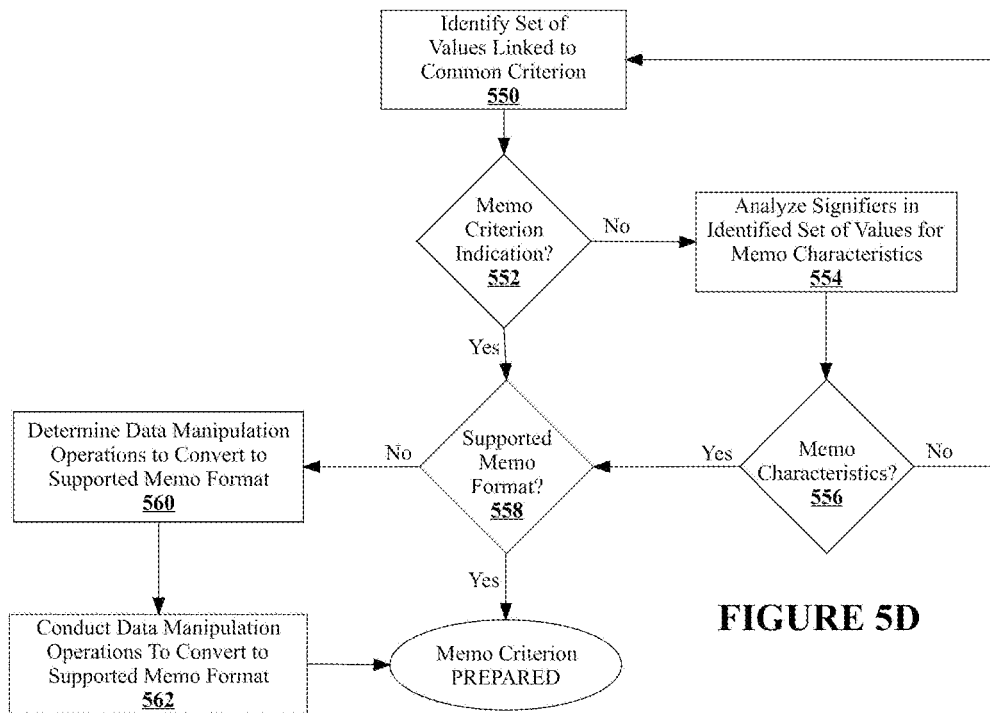 Identify Set of
Values Linked to
Common Criterion
550
Memo
Criterion
Indication?
552
No
Analyze Signifiers in
Identified Set of Values for
Memo Characteristics
554
Yes
Determine Data Manipulation
Operations to Convert to
Supported Memo Format
560
No
Supported
Memo
Format?
558
Yes
Memo
Characteristics?
556
No
Yes
Conduct Data Manipulation
Operations To Convert to
Supported Memo Format
562
Memo Criterion
PREPARED
FIGURE 5D